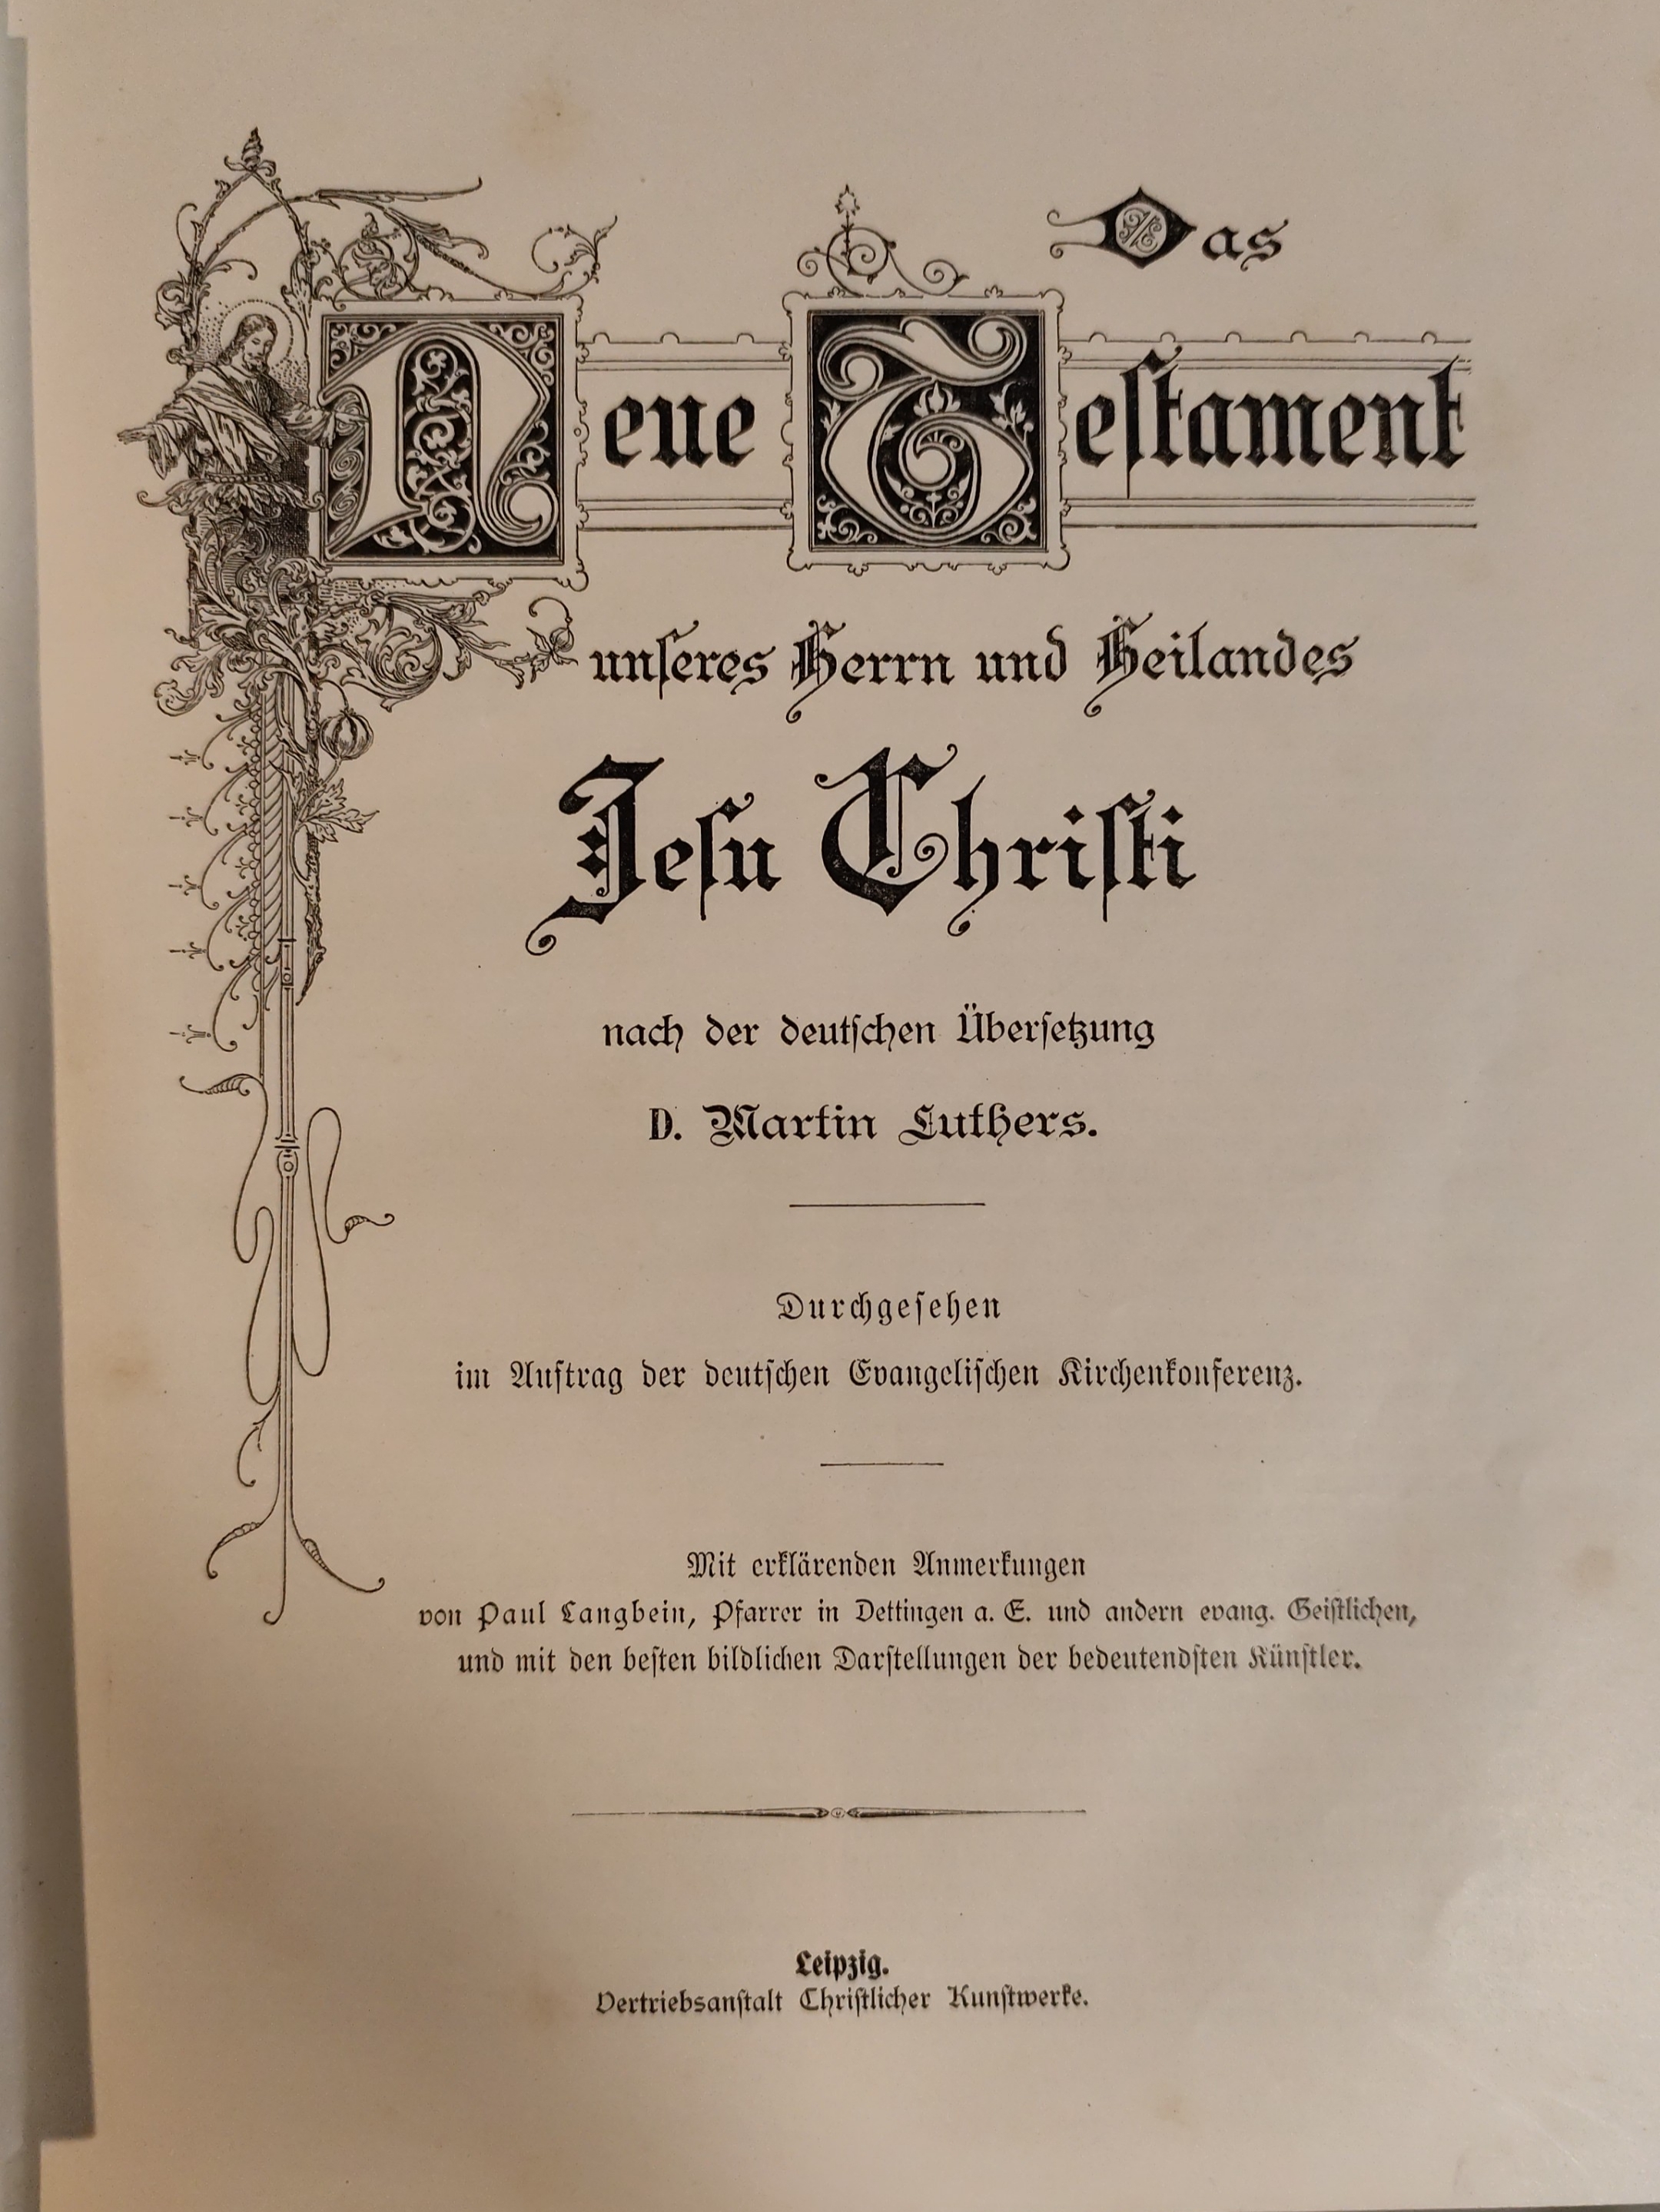 Das
Neue Testament
unſeres Herrn und Heilandes
Jeſu Chriſti
nach der deutſchen Überſetzung
D. Martin Luthers.
Durchgeſehen
im Auftrag der deutſchen Evangeliſchen Kirchenkonferenz.
Mit erklärenden Anmerkungen
von Paul Langbein, Pfarrer in Dettingen a. E. und andern evang. Geiſtlichen,
und mit den beſten bildlichen Darſtellungen der bedeutendſten Künſtler.
Leipzig.
Vertriebsanſtalt Chriſtlicher Kunſtwerke.